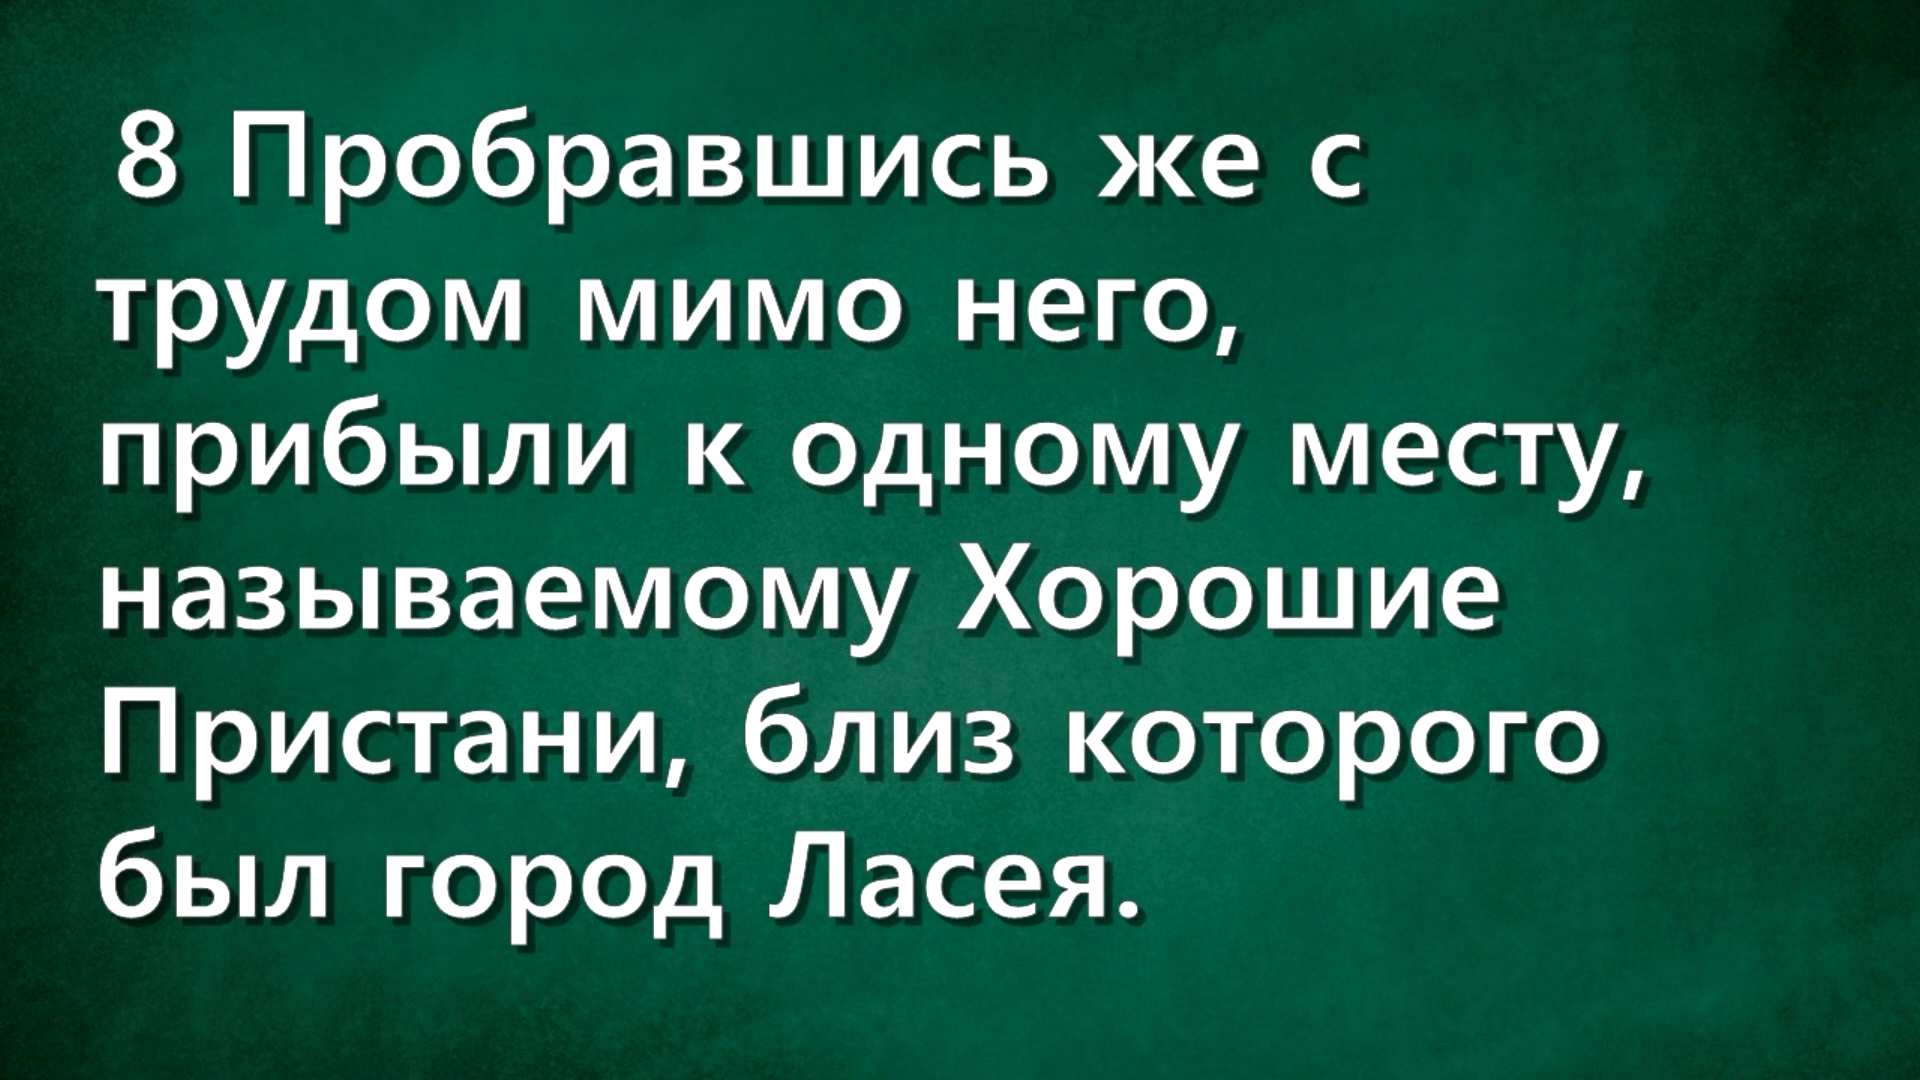 8 Пробравшись же с
трудом мимо него,
прибыли к одному месту,
называемому Хорошие
Пристани, близ которого
был город Ласея.